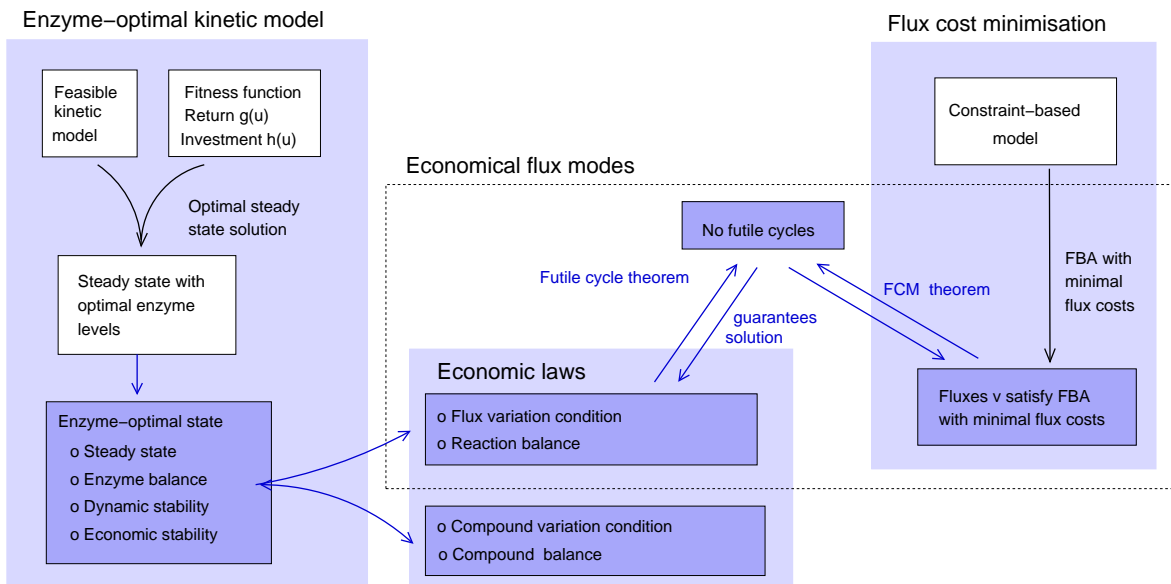 Enzyme−optimal kinetic model
Feasible
kinetic
model
Fitness function
Return g(u)
Investment h(u)
Optimal steady
state solution
Steady state with
optimal enzyme
levels
Enzyme−optimal state
o Steady state
o Enzyme balance
o Dynamic stability
o Economic stability
Economical flux modes
No futile cycles
Futile cycle theorem
guarantees
solution
FCM theorem
Economic laws
o Flux variation condition
o Reaction balance
o Compound variation condition
o Compound balance
Flux cost minimisation
Constraint−based
model
FBA with
minimal
flux costs
Fluxes v satisfy FBA
with minimal flux costs